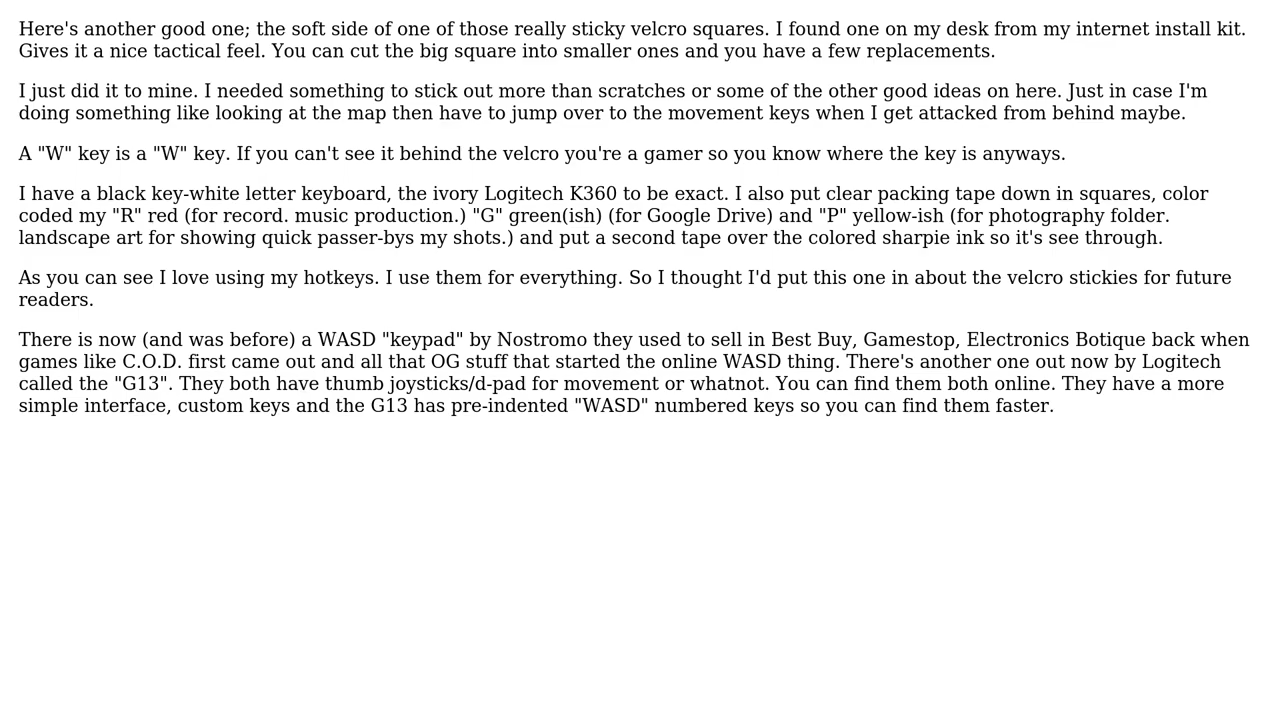 Here's another good one; the soft side of one of those really sticky velcro squares. I found one on my desk from my internet install kit.
Gives it a nice tactical feel. You can cut the big square into smaller ones and you have a few replacements.
I just did it to mine. I needed something to stick out more than scratches or some of the other good ideas on here. Just in case I'm
doing something like looking at the map then have to jump over to the movement keys when I get attacked from behind maybe.
A "W" key is a "W" key. If you can't see it behind the velcro you're a gamer so you know where the key is anyways.
I have a black key-white letter keyboard, the ivory Logitech K360 to be exact. I also put clear packing tape down in squares, color
coded my "R" red (for record. music production.) "G" green(ish) (for Google Drive) and "P" yellow-ish (for photography folder.
landscape art for showing quick passer-bys my shots.) and put a second tape over the colored sharpie ink so it's see through.
As you can see I love using my hotkeys. I use them for everything. So I thought I'd put this one in about the velcro stickies for future
readers.
There is now (and was before) a WASD "keypad" by Nostromo they used to sell in Best Buy, Gamestop, Electronics Botique back when
games like C.O.D. first came out and all that OG stuff that started the online WASD thing. There's another one out now by Logitech
called the "G13". They both have thumb joysticks/d-pad for movement or whatnot. You can find them both online. They have a more
simple interface, custom keys and the G13 has pre-indented "WASD" numbered keys so you can find them faster.